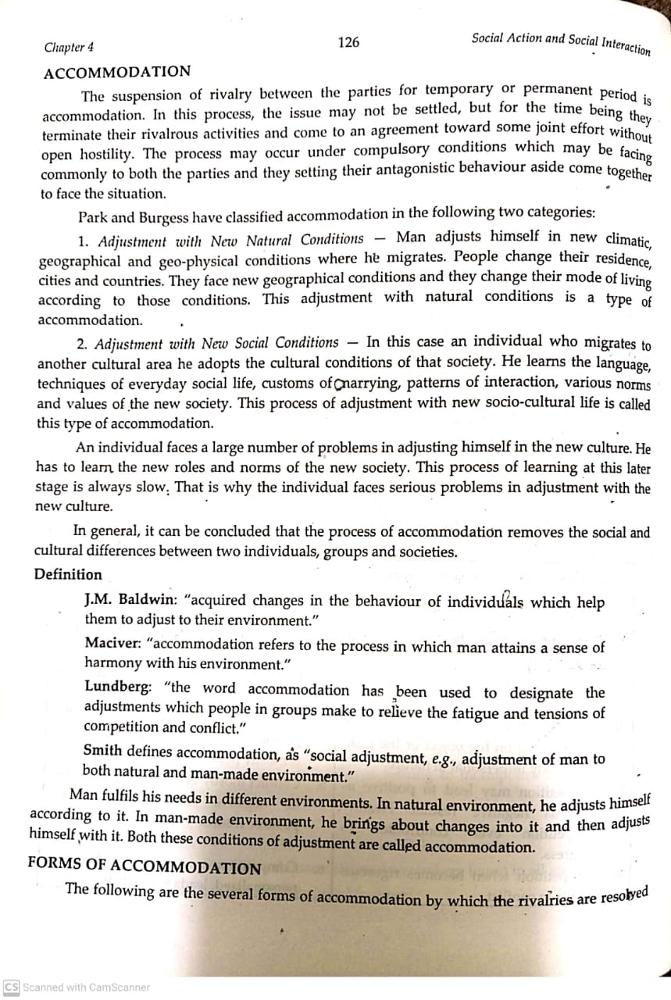 Chapter 4 126 Social Action and Social Interaction
ACCOMMODATION
The suspension of rivalry between the parties for temporary or permanent period is
accommodation. In this process, the issue may not be settled, but for the time being they
terminate their rivalrous activities and come to an agreement toward some joint effort without
open hostility. The process may occur under compulsory conditions which may be facing
commonly to both the parties and they setting their antagonistic behaviour aside come together
to face the situation.
Park and Burgess have classified accommodation in the following two categories:
1. Adjustment with New Natural Conditions — Man adjusts himself in new climatic,
geographical and geo-physical conditions where he migrates. People change their residence,
cities and countries. They face new geographical conditions and they change their mode of living
according to those conditions. This adjustment with natural conditions is a type of
accommodation.
2. Adjustment with New Social Conditions — In this case an individual who migrates to
another cultural area he adopts the cultural conditions of that society. He learns the language,
techniques of everyday social life, customs of marrying, patterns of interaction, various norms
and values of the new society. This process of adjustment with new socio-cultural life is called
this type of accommodation.
An individual faces a large number of problems in adjusting himself in the new culture. He
has to learn the new roles and norms of the new society. This process of learning at this later
stage is always slow. That is why the individual faces serious problems in adjustment with the
new culture.
In general, it can be concluded that the process of accommodation removes the social and
cultural differences between two individuals, groups and societies.
Definition
J.M. Baldwin: "acquired changes in the behaviour of individuals which help
them to adjust to their environment."
Maciver: "accommodation refers to the process in which man attains a sense of
harmony with his environment."
Lundberg: "the word accommodation has been used to designate the
adjustments which people in groups make to relieve the fatigue and tensions of
competition and conflict."
Smith defines accommodation, as "social adjustment, e.g., adjustment of man to
both natural and man-made environment."
Man fulfils his needs in different environments. In natural environment, he adjusts himself
according to it. In man-made environment, he brings about changes into it and then adjusts
himself with it. Both these conditions of adjustment are called accommodation.
FORMS OF ACCOMMODATION
The following are the several forms of accommodation by which the rivalries are resolved
CS Scanned with CamScanner